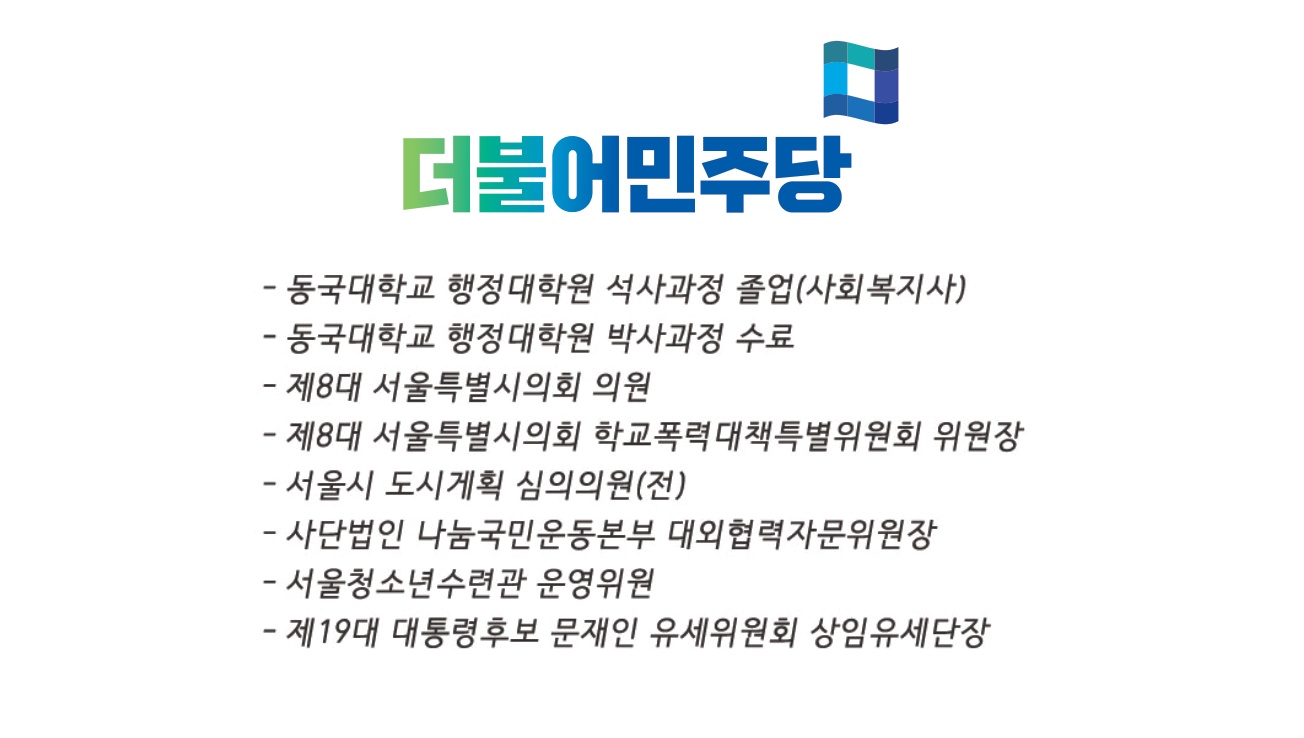 더불어민주당
- 동국대학교 행정대학원 석사과정 졸업(사회복지사)
- 동국대학교 행정대학원 박사과정 수료
- 제8대 서울특별시의회 의원
- 제8대 서울특별시의회 학교폭력대책특별위원회 위원장
- 서울시 도시게획 심의의원(전)
- 사단법인 나눔국민운동본부 대외협력자문위원장
- 서울청소년수련관 운영위원
- 제19대 대통령후보 문재인 유세위원회 상임유세단장